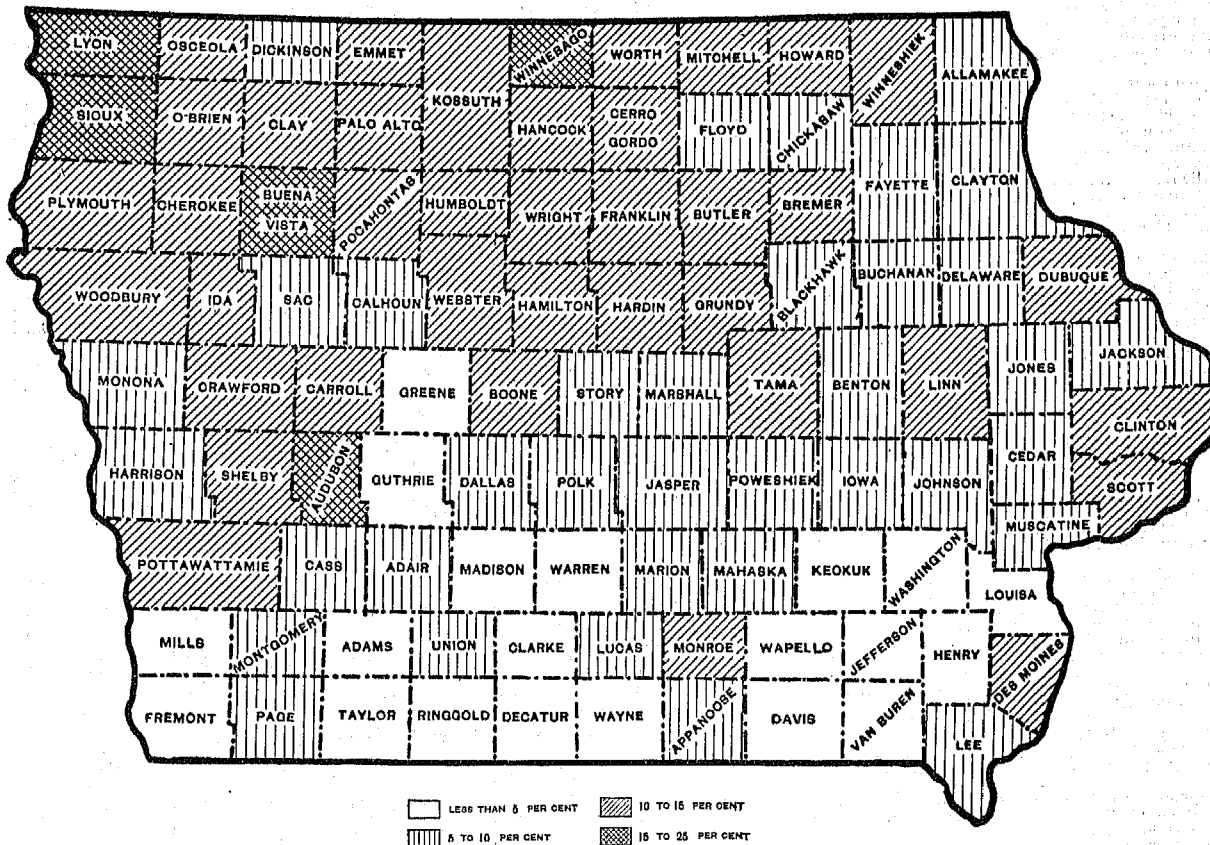 LYON
OSCEOLA
DICKINSON
EMMET
WINNEBAGO
WORTH
MITCHELL
HOWARD
WINNESHIEK
ALLAMAKEE
SIOUX
O'BRIEN
CLAY
PALO ALTO
KOSSUTH
HANCOCK
CERRO
GORDO
FLOYD
CHICKASAW
PLYMOUTH
CHEROKEE
BUENA
VISTA
POCAHONTAS
HUMBOLDT
WRIGHT
FRANKLIN
BUTLER
BREMER
FAYETTE
CLAYTON
WOODBURY
IDA
SAC
CALHOUN
WEBSTER
HAMILTON
HARDIN
GRUNDY
BLACKHAWK
BUCHANAN
DELAWARE
DUBUQUE
MONONA
CRAWFORD
CARROLL
GREENE
BOONE
STORY
MARSHALL
TAMA
BENTON
LINN
JONES
JACKSON
CLINTON
HARRISON
SHELBY
AUDUBON
GUTHRIE
DALLAS
POLK
JASPER
POWESHIEK
IOWA
JOHNSON
CEDAR
SCOTT
MUSCATINE
POTTAWATTAMIE
CASS
ADAIR
MADISON
WARREN
MARION
MAHASKA
KEOKUK
WASHINGTON
LOUISA
MILLS
MONTGOMERY
ADAMS
UNION
CLARKE
LUCAS
MONROE
WAPELLO
JEFFERSON
HENRY
DES MOINES
FREMONT
PAGE
TAYLOR
RINGGOLD
DECATUR
WAYNE
APPANOOSE
DAVIS
VAN BUREN
LEE
LESS THAN 5 PER CENT
10 TO 15 PER CENT
5 TO 10 PER CENT
15 TO 25 PER CENT